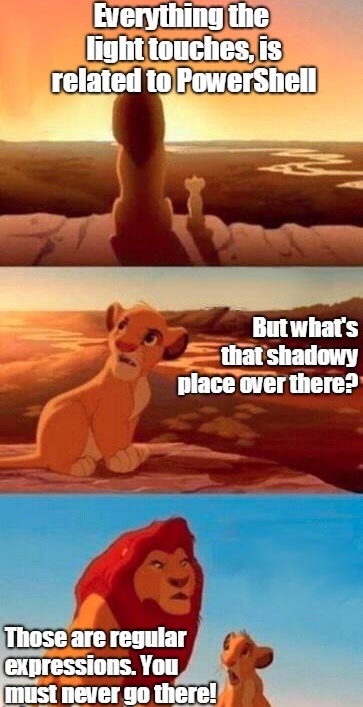 Everything the
light touches, is
related to PowerShell
But what's
that shadowy
place over there?
Those are regular
expressions. You
must never go there!